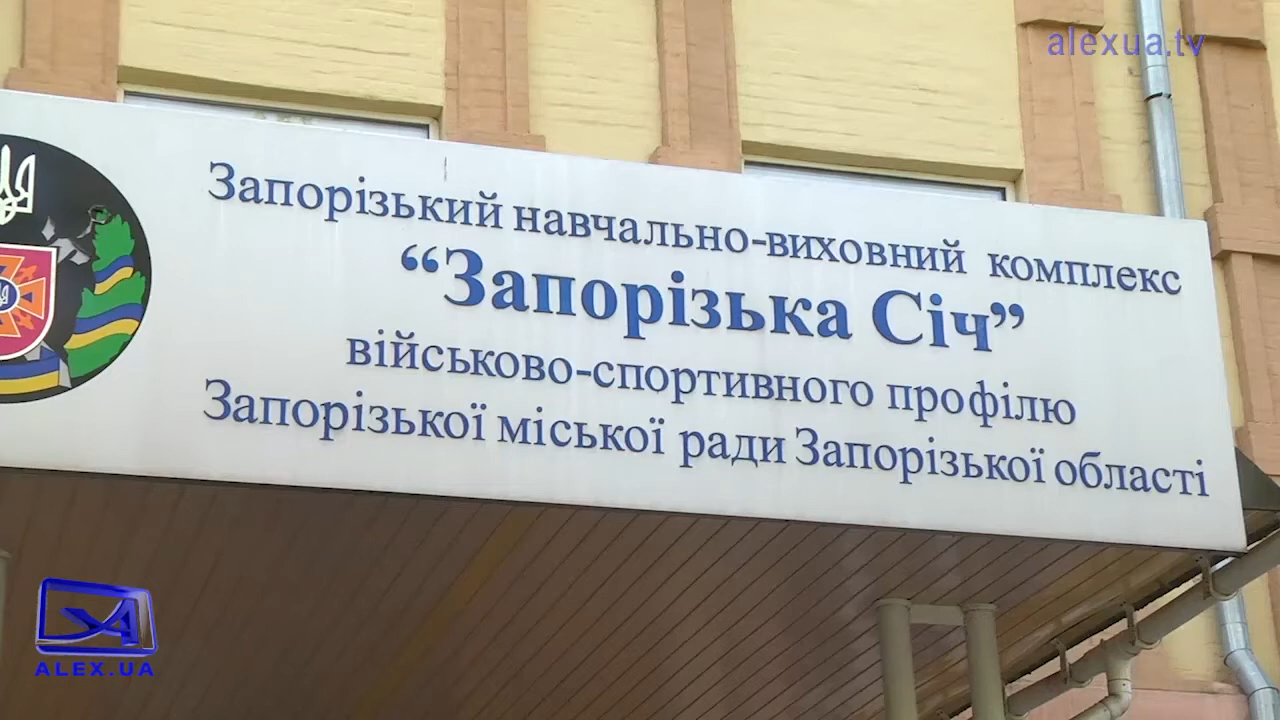 alexua.tv
Запорізький навчально-виховний комплекс
“Запорізька Січ”
військово-спортивного профілю
Запорізької міської ради Запорізької області
ALEX.UA